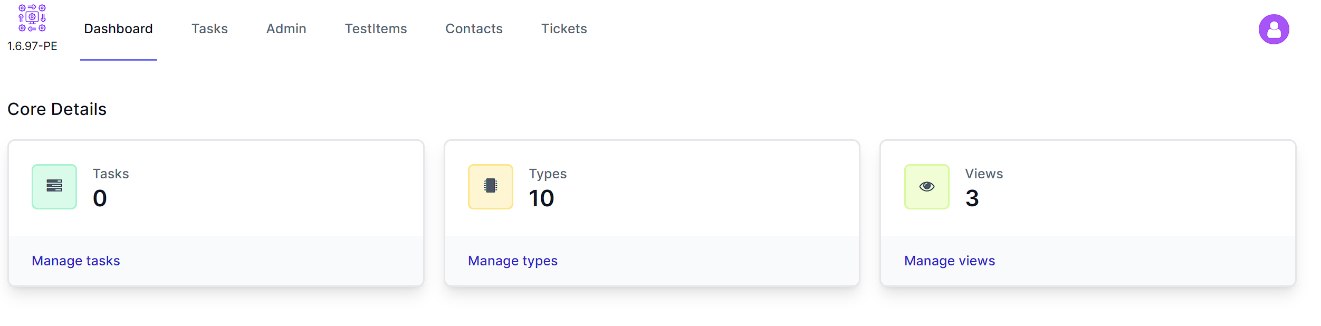 1.6.97-PE
Dashboard Tasks Admin TestItems Contacts Tickets
Core Details
Tasks
0
Manage tasks
Types
10
Manage types
Views
3
Manage views